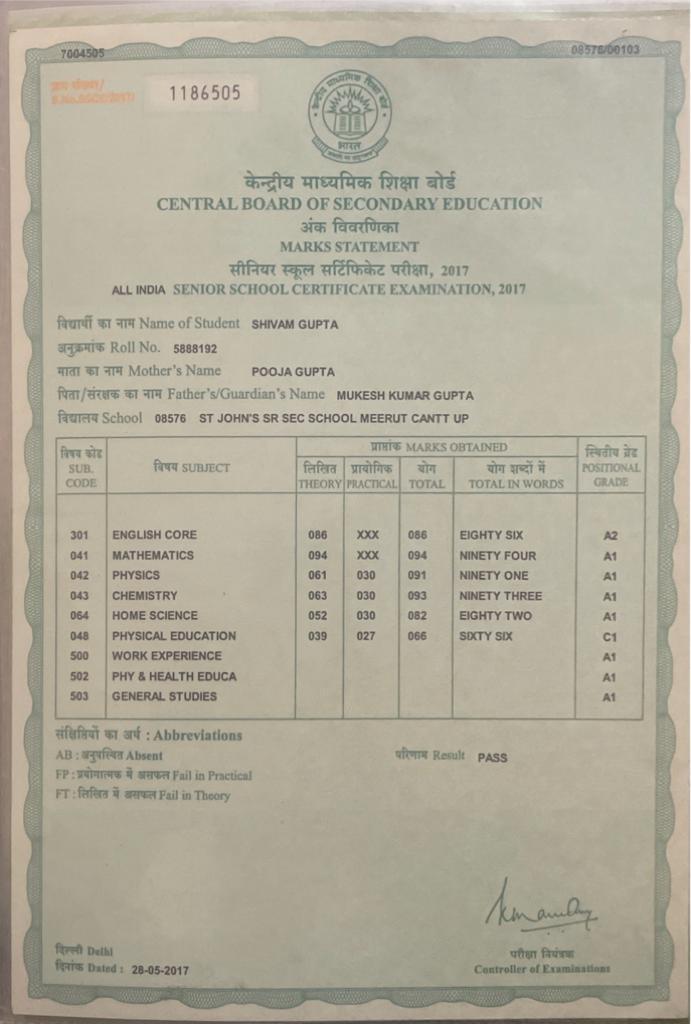 7004505 08576/00103
क्रम संख्या/
1186505
केन्द्रीय माध्यमिक शिक्षा बोर्ड
भारत
केन्द्रीय माध्यमिक शिक्षा बोर्ड
CENTRAL BOARD OF SECONDARY EDUCATION
अंक विवरणिका
MARKS STATEMENT
सीनियर स्कूल सर्टिफिकेट परीक्षा, 2017
ALL INDIA SENIOR SCHOOL CERTIFICATE EXAMINATION, 2017
विद्यार्थी का नाम Name of Student SHIVAM GUPTA
अनुक्रमांक Roll No. 5888192
माता का नाम Mother's Name POOJA GUPTA
पिता/संरक्षक का नाम Father's/Guardian's Name MUKESH KUMAR GUPTA
विद्यालय School 08576 ST JOHN'S SR SEC SCHOOL MEERUT CANTT UP
विषय कोड SUB. CODE
विषय SUBJECT
प्राप्तांक MARKS OBTAINED
लिखित THEORY
प्रायोगिक PRACTICAL
योग TOTAL
योग शब्दों में TOTAL IN WORDS
स्थितीय ग्रेड POSITIONAL GRADE
301 ENGLISH CORE 086 XXX 086 EIGHTY SIX A2
041 MATHEMATICS 094 XXX 094 NINETY FOUR A1
042 PHYSICS 061 030 091 NINETY ONE A1
043 CHEMISTRY 063 030 093 NINETY THREE A1
064 HOME SCIENCE 052 030 082 EIGHTY TWO A1
048 PHYSICAL EDUCATION 039 027 066 SIXTY SIX C1
500 WORK EXPERIENCE A1
502 PHY & HEALTH EDUCA A1
503 GENERAL STUDIES A1
संक्षिप्तियों का अर्थ : Abbreviations
AB : अनुपस्थित Absent परिणाम Result PASS
FP : प्रयोगात्मक में असफल Fail in Practical
FT : लिखित में असफल Fail in Theory
दिल्ली Delhi
दिनांक Dated : 28-05-2017
परीक्षा नियंत्रक
Controller of Examinations